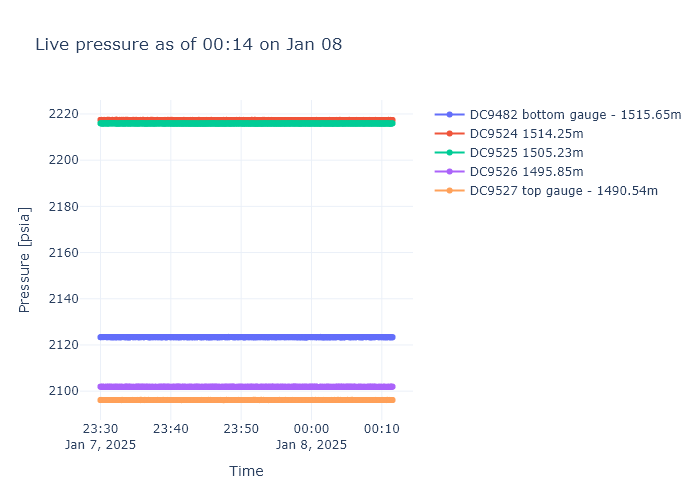 Live pressure as of 00:14 on Jan 08
DC9482 bottom gauge - 1515.65m
DC9524 1514.25m
DC9525 1505.23m
DC9526 1495.85m
DC9527 top gauge - 1490.54m
Pressure [psia]
2220
2200
2180
2160
2140
2120
2100
23:30 23:40 23:50 00:00 00:10
Jan 7, 2025 Jan 8, 2025
Time